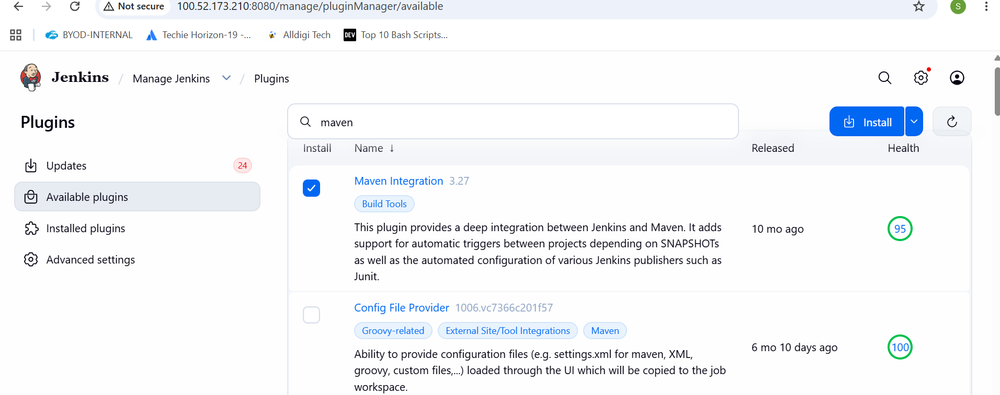 Not secure 100.52.173.210:8080/manage/pluginManager/available S
BYOD-INTERNAL Techie Horizon-19 -... Alldigi Tech DEV Top 10 Bash Scripts...
Jenkins / Manage Jenkins / Plugins
Plugins
maven
Install
Updates 24
Available plugins
Installed plugins
Advanced settings
Install Name ↓ Released Health
Maven Integration 3.27
Build Tools
This plugin provides a deep integration between Jenkins and Maven. It adds
support for automatic triggers between projects depending on SNAPSHOTs
as well as the automated configuration of various Jenkins publishers such as
Junit.
10 mo ago
95
Config File Provider 1006.vc7366c201f57
Groovy-related External Site/Tool Integrations Maven
Ability to provide configuration files (e.g. settings.xml for maven, XML,
groovy, custom files,...) loaded through the UI which will be copied to the job
workspace.
6 mo 10 days ago
100